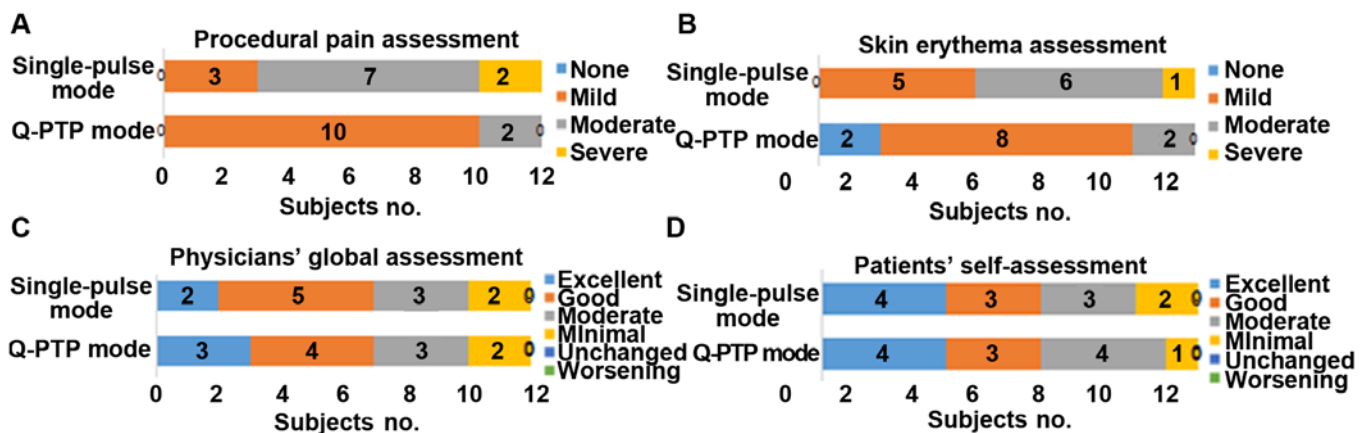 A
Procedural pain assessment
Single-pulse
mode
0 3 7 2
Q-PTP mode
0 10 2 0
None
Mild
Moderate
Severe
0 2 4 6 8 10 12
Subjects no.
B
Skin erythema assessment
Single-pulse
mode
0 5 6 1
Q-PTP mode
2 8 2 0
None
Mild
Moderate
Severe
0 2 4 6 8 10 12
Subjects no.
C
Physicians’ global assessment
Single-pulse
mode
2 5 3 2 0
Q-PTP mode
3 4 3 2 0
Excellent
Good
Moderate
MInimal
Unchanged
Worsening
0 2 4 6 8 10 12
Subjects no.
D
Patients’ self-assessment
Single-pulse
mode
4 3 3 2 0
Q-PTP mode
4 3 4 1 0
Excellent
Good
Moderate
MInimal
Unchanged
Worsening
0 2 4 6 8 10 12
Subjects no.